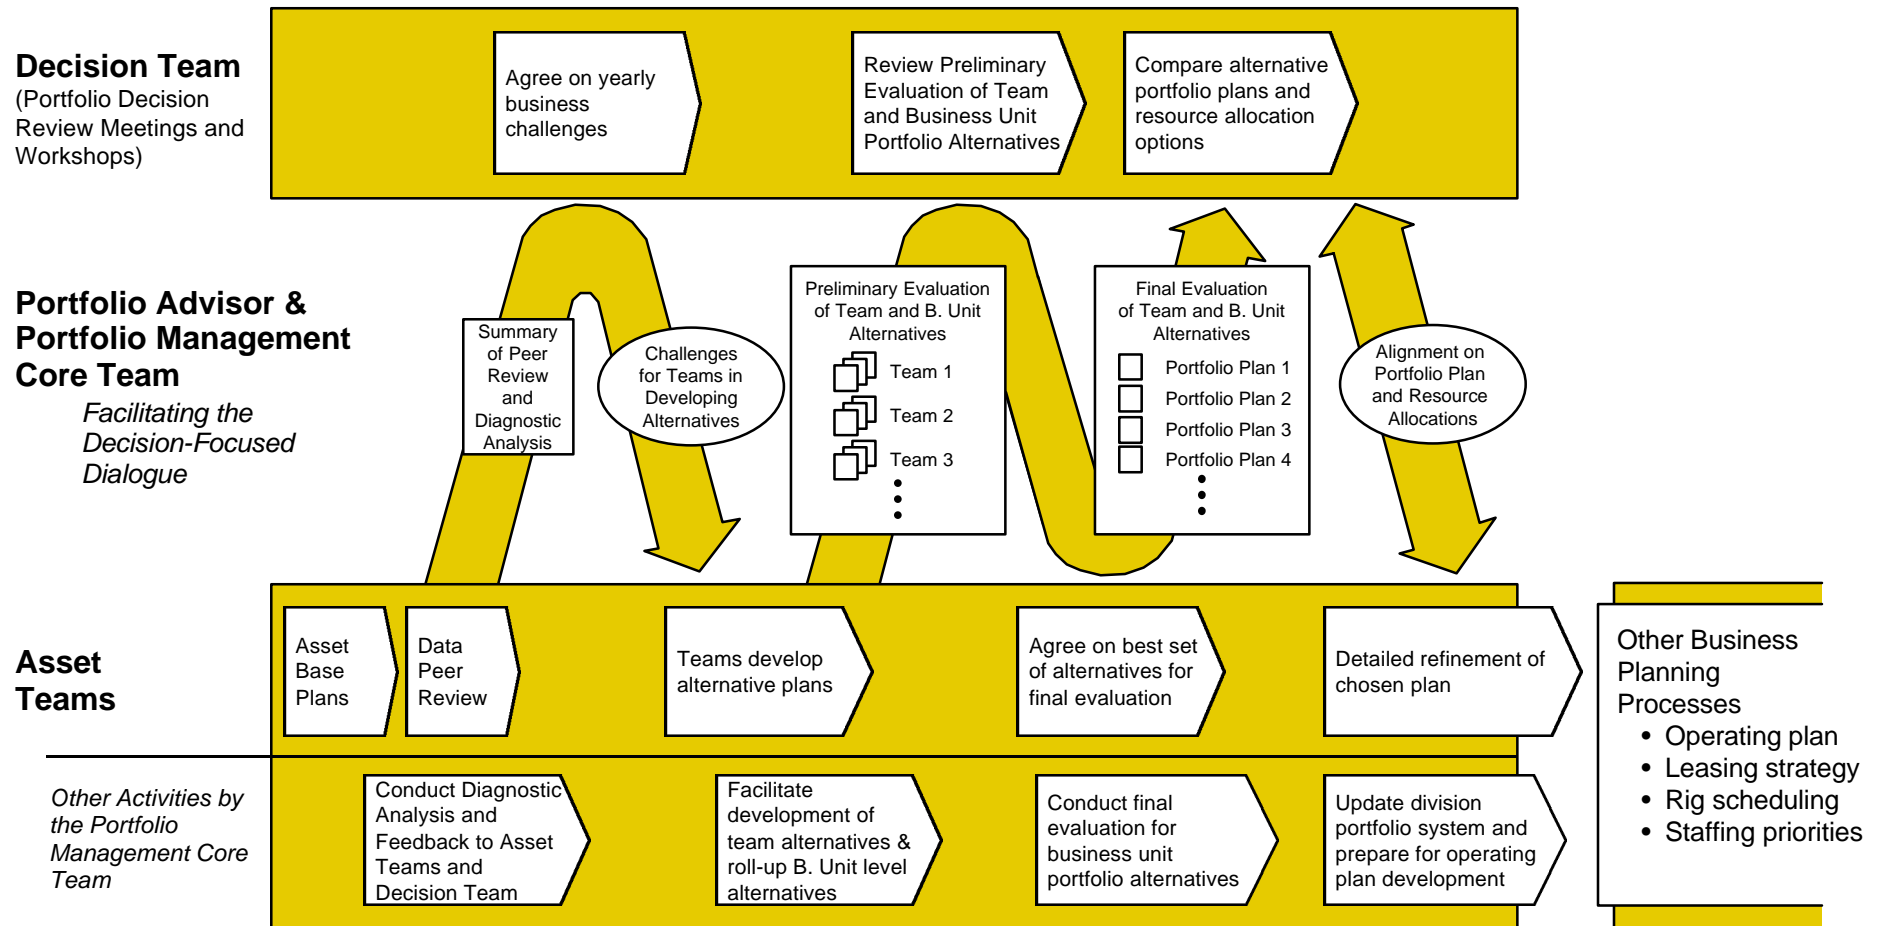 Decision Team
(Portfolio Decision
Review Meetings and
Workshops)
Agree on yearly
business
challenges
Review Preliminary
Evaluation of Team
and Business Unit
Portfolio Alternatives
Compare alternative
portfolio plans and
resource allocation
options
Portfolio Advisor &
Portfolio Management
Core Team
Facilitating the
Decision-Focused
Dialogue
Summary
of Peer
Review
and
Diagnostic
Analysis
Challenges
for Teams in
Developing
Alternatives
Preliminary Evaluation
of Team and B. Unit
Alternatives
Team 1
Team 2
Team 3
Final Evaluation
of Team and B. Unit
Alternatives
Portfolio Plan 1
Portfolio Plan 2
Portfolio Plan 3
Portfolio Plan 4
Alignment on
Portfolio Plan
and Resource
Allocations
Asset
Teams
Asset
Base
Plans
Data
Peer
Review
Teams develop
alternative plans
Agree on best set
of alternatives for
final evaluation
Detailed refinement of
chosen plan
Other Activities by
the Portfolio
Management Core
Team
Conduct Diagnostic
Analysis and
Feedback to Asset
Teams and
Decision Team
Facilitate
development of
team alternatives &
roll-up B. Unit level
alternatives
Conduct final
evaluation for
business unit
portfolio alternatives
Update division
portfolio system and
prepare for operating
plan development
Other Business
Planning
Processes
• Operating plan
• Leasing strategy
• Rig scheduling
• Staffing priorities